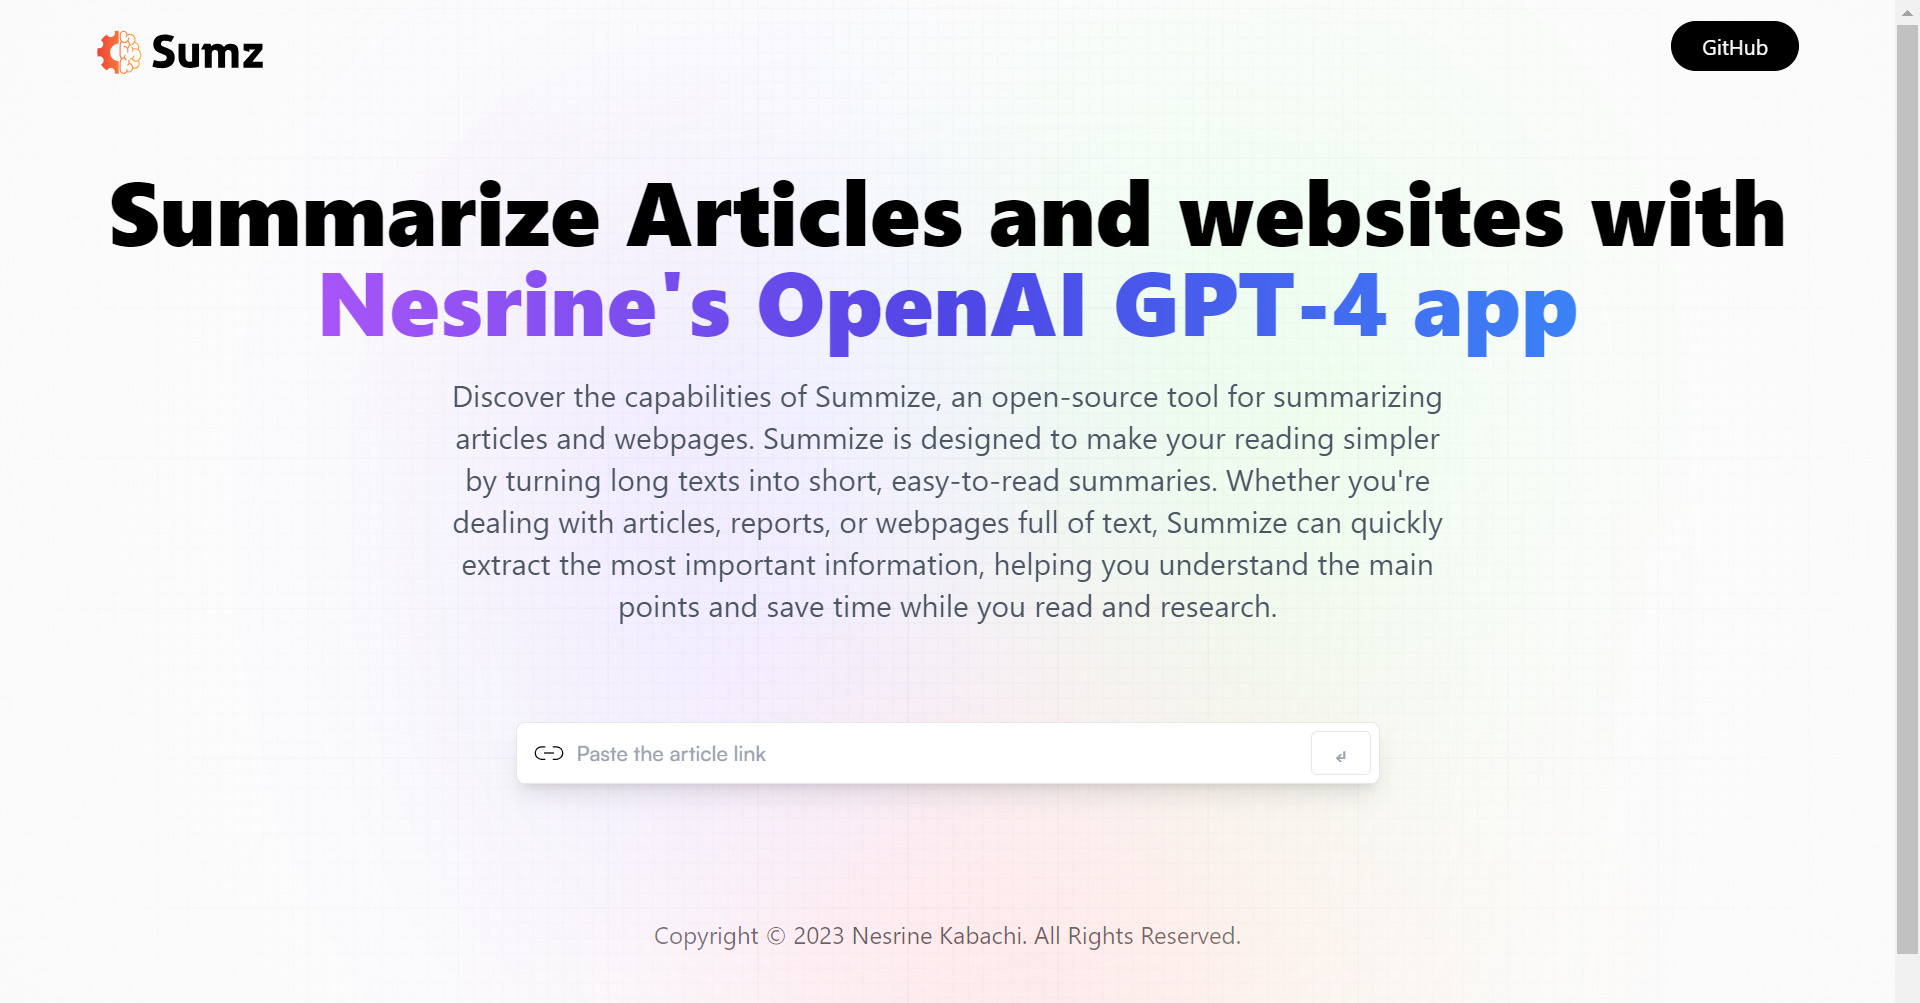 Sumz
GitHub
Summarize Articles and websites with
Nesrine's OpenAI GPT-4 app
Discover the capabilities of Summize, an open-source tool for summarizing
articles and webpages. Summize is designed to make your reading simpler
by turning long texts into short, easy-to-read summaries. Whether you're
dealing with articles, reports, or webpages full of text, Summize can quickly
extract the most important information, helping you understand the main
points and save time while you read and research.
Paste the article link
↵
Copyright © 2023 Nesrine Kabachi. All Rights Reserved.